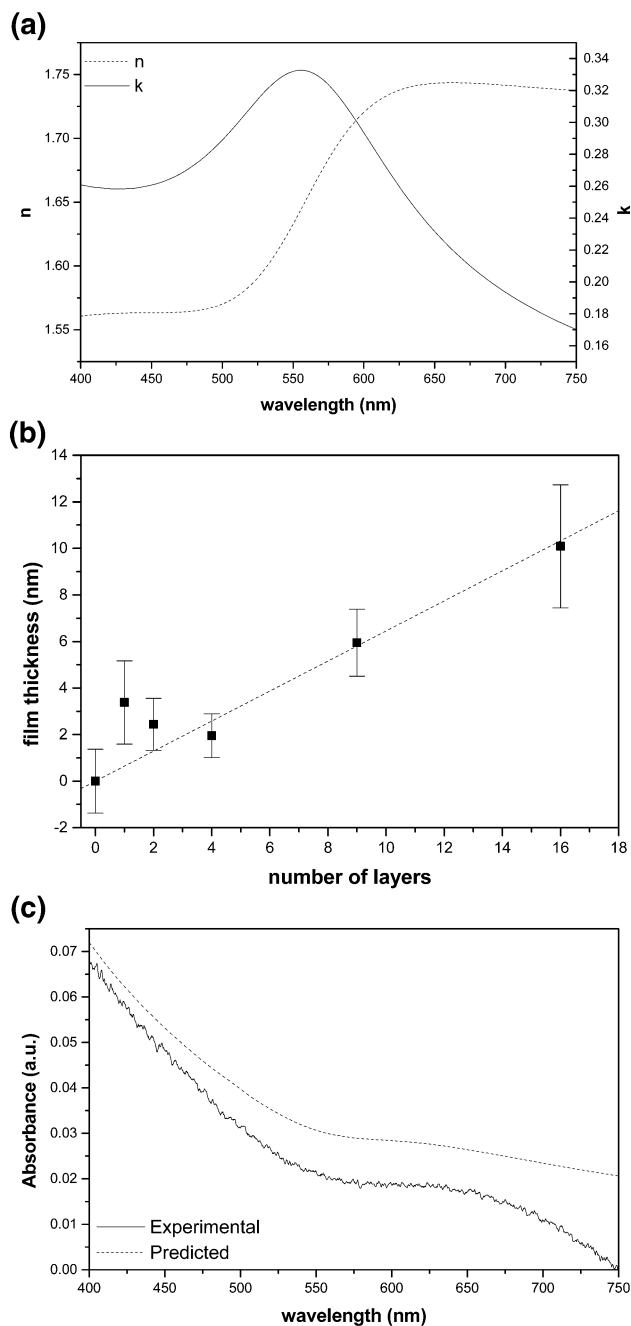 (a)
n
k
1.75
1.70
1.65
1.60
1.55
n
0.34
0.32
0.30
0.28
0.26
0.24
0.22
0.20
0.18
0.16
k
400 450 500 550 600 650 700 750
wavelength (nm)
(b)
14
12
10
8
6
4
2
0
-2
film thickness (nm)
0 2 4 6 8 10 12 14 16 18
number of layers
(c)
0.07
0.06
0.05
0.04
0.03
0.02
0.01
0.00
Absorbance (a.u.)
Experimental
Predicted
400 450 500 550 600 650 700 750
wavelength (nm)